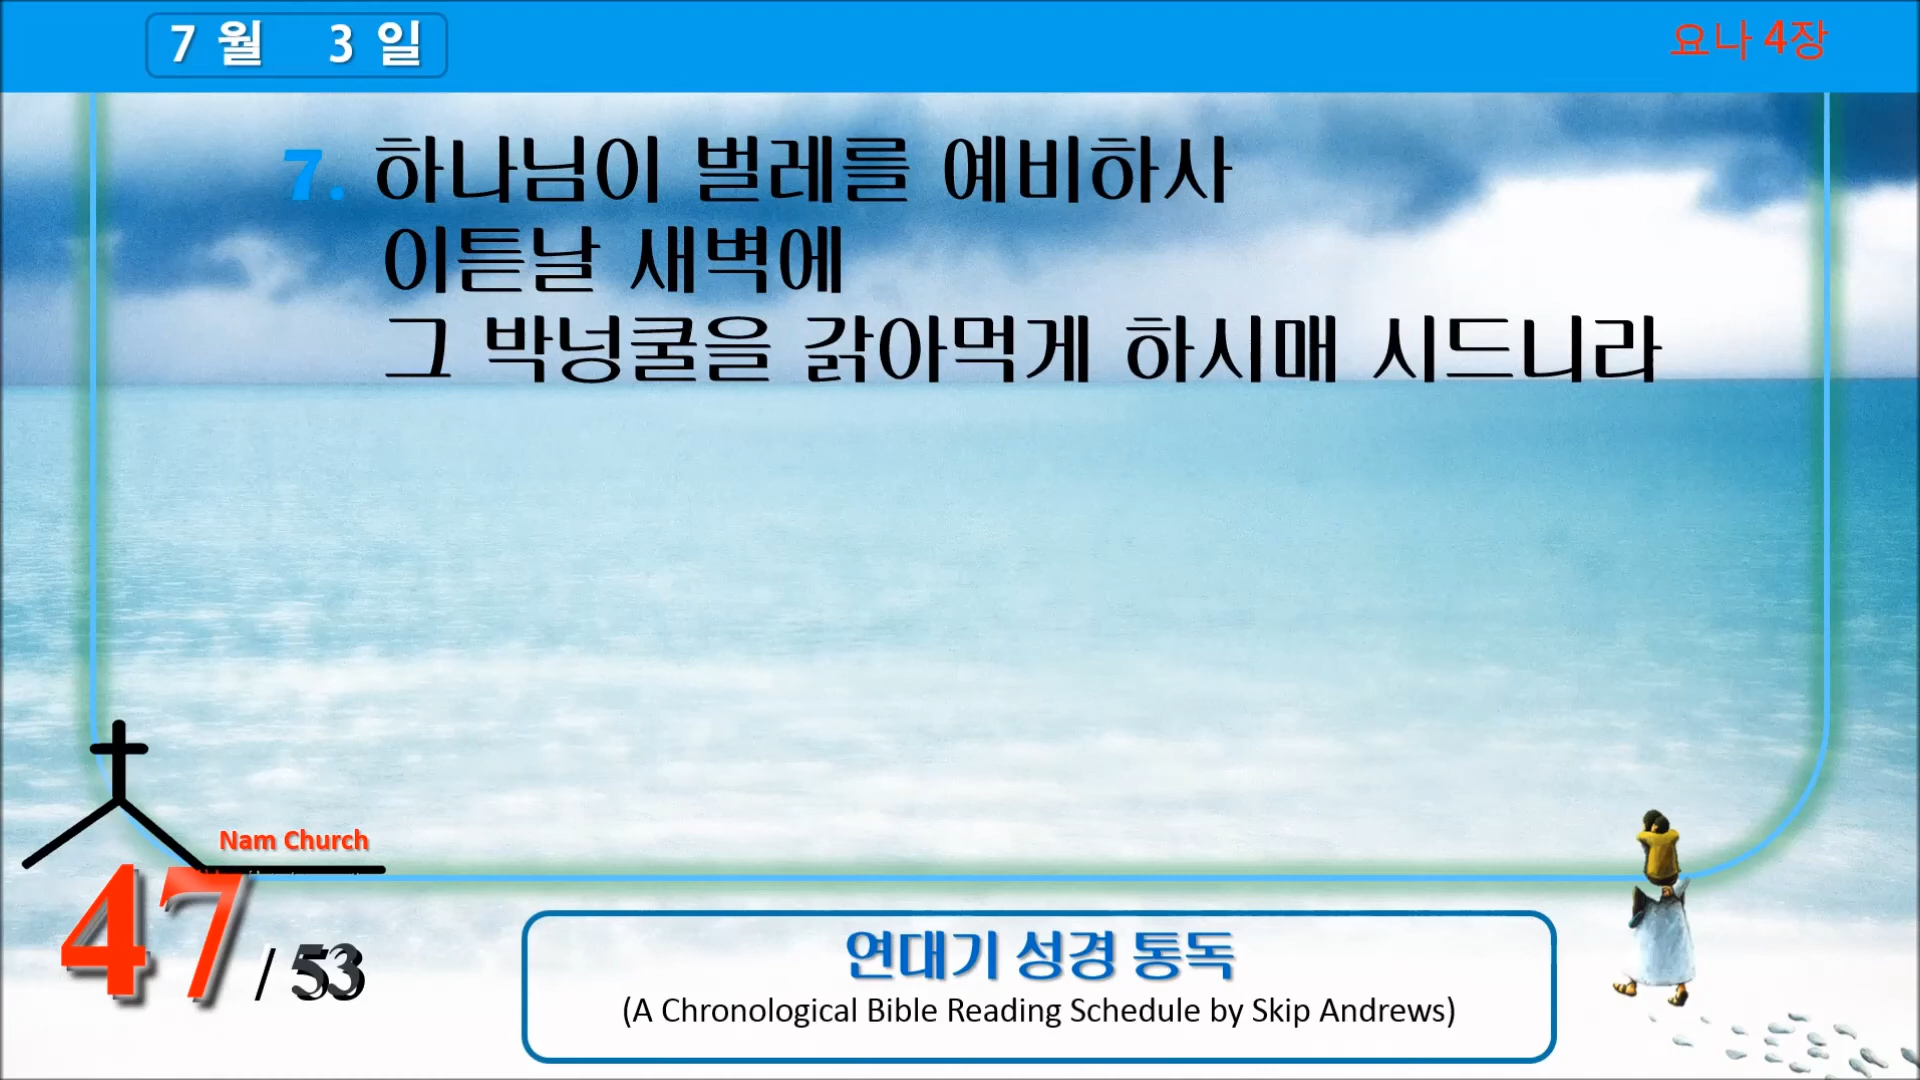 7 월 3 일
요나 4장
7. 하나님이 벌레를 예비하사
이튿날 새벽에
그 박넝쿨을 갉아먹게 하시매 시드니라
Nam Church
47 / 53
연대기 성경 통독
(A Chronological Bible Reading Schedule by Skip Andrews)